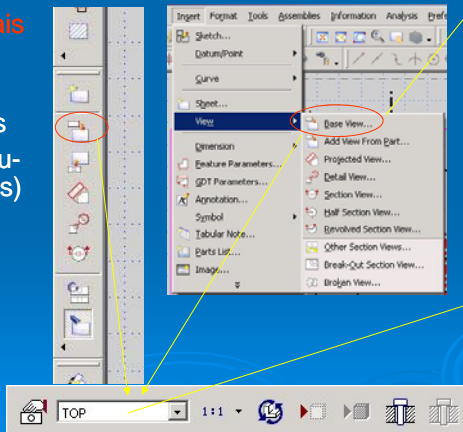 ais
s
u-
s)
Insert Format Tools Assemblies Information Analysis Prefe
Sketch...
Datum/Point
Curve
Sheet...
View
Dimension
Feature Parameters...
GDT Parameters...
Annotation...
Symbol
Tabular Note...
Parts List...
Image...
Base View...
Add View From Part...
Projected View...
Detail View...
Section View...
Half Section View...
Revolved Section View...
Other Section Views...
Break-Out Section View...
Broken View...
TOP 1:1